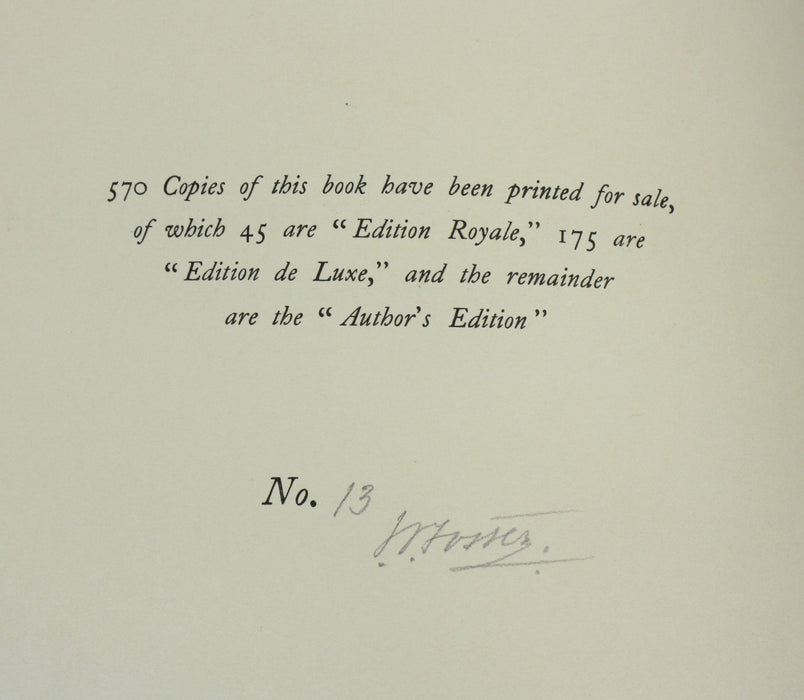 570 Copies of this book have been printed for sale,
of which 45 are “Edition Royale,” 175 are
“Edition de Luxe,” and the remainder
are the “Author's Edition”
No. 13